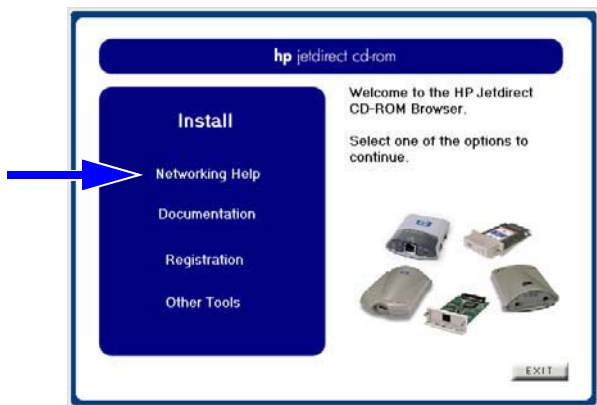 hp jetdirect cd-rom
Install
Networking Help
Documentation
Registration
Other Tools
Welcome to the HP Jetdirect
CD-ROM Browser.
Select one of the options to
continue.
EXIT